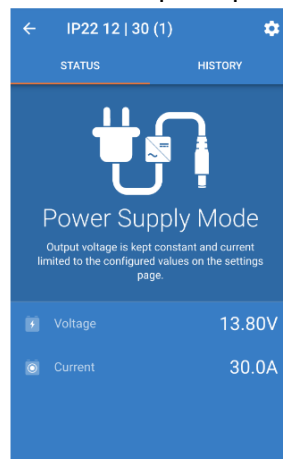 IP22 12 | 30 (1)
STATUS HISTORY
Power Supply Mode
Output voltage is kept constant and current
limited to the configured values on the settings
page.
Voltage 13.80V
Current 30.0A